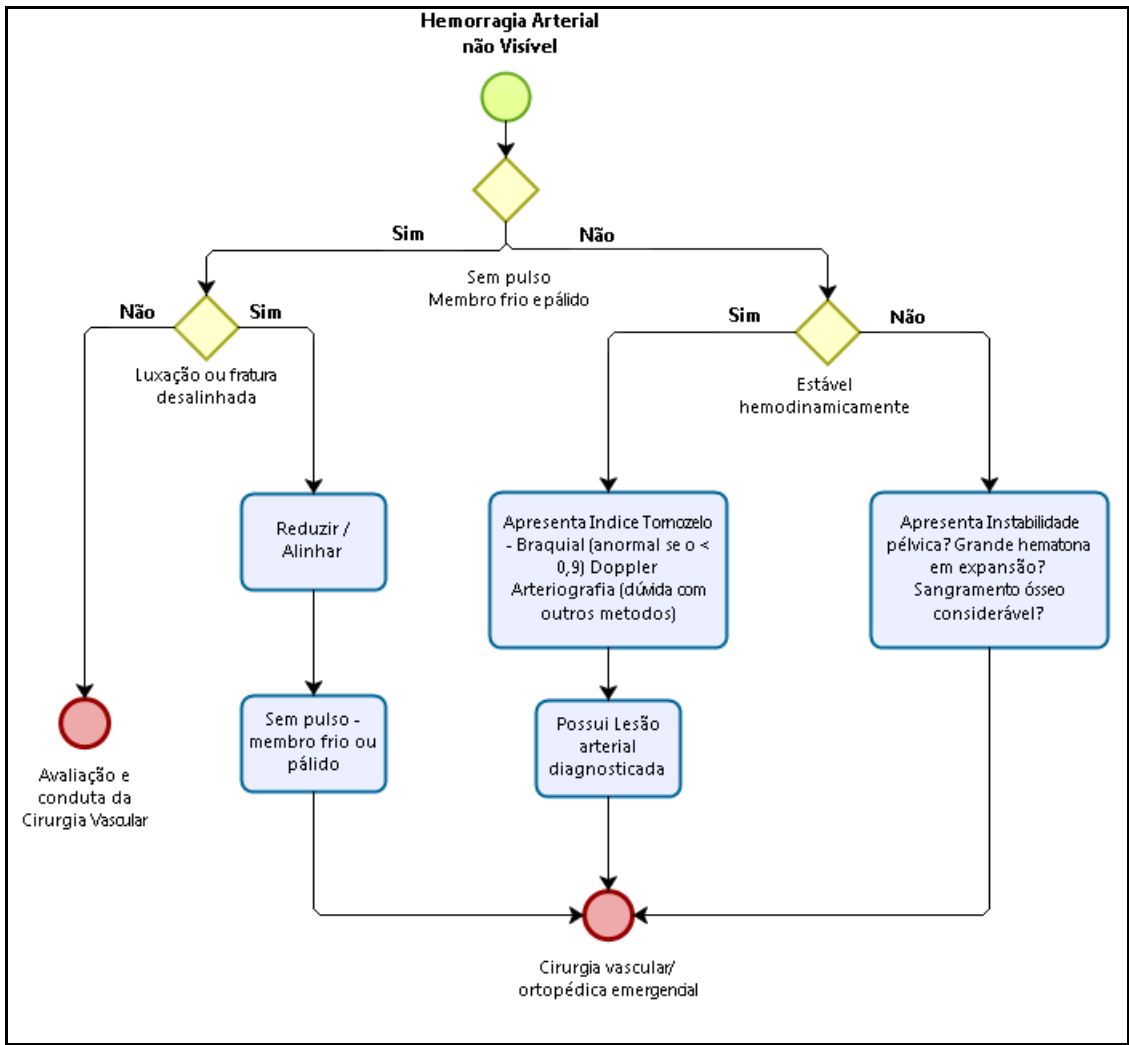 Hemorragia Arterial
não Visível
Sim
Não
Sem pulso
Membro frio e pálido
Não
Sim
Luxação ou fratura
desalinhada
Sim
Não
Estável
hemodinamicamente
Reduzir /
Alinhar
Apresenta Indice Tornozelo
- Braquial (anormal se o <
0,9) Doppler
Arteriografia (dúvida com
outros metodos)
Apresenta Instabilidade
pélvica? Grande hematona
em expansão?
Sangramento ósseo
considerável?
Sem pulso -
membro frio ou
pálido
Possui Lesão
arterial
diagnosticada
Avaliação e
conduta da
Cirurgia Vascular
Cirurgia vascular/
ortopédica emergencial